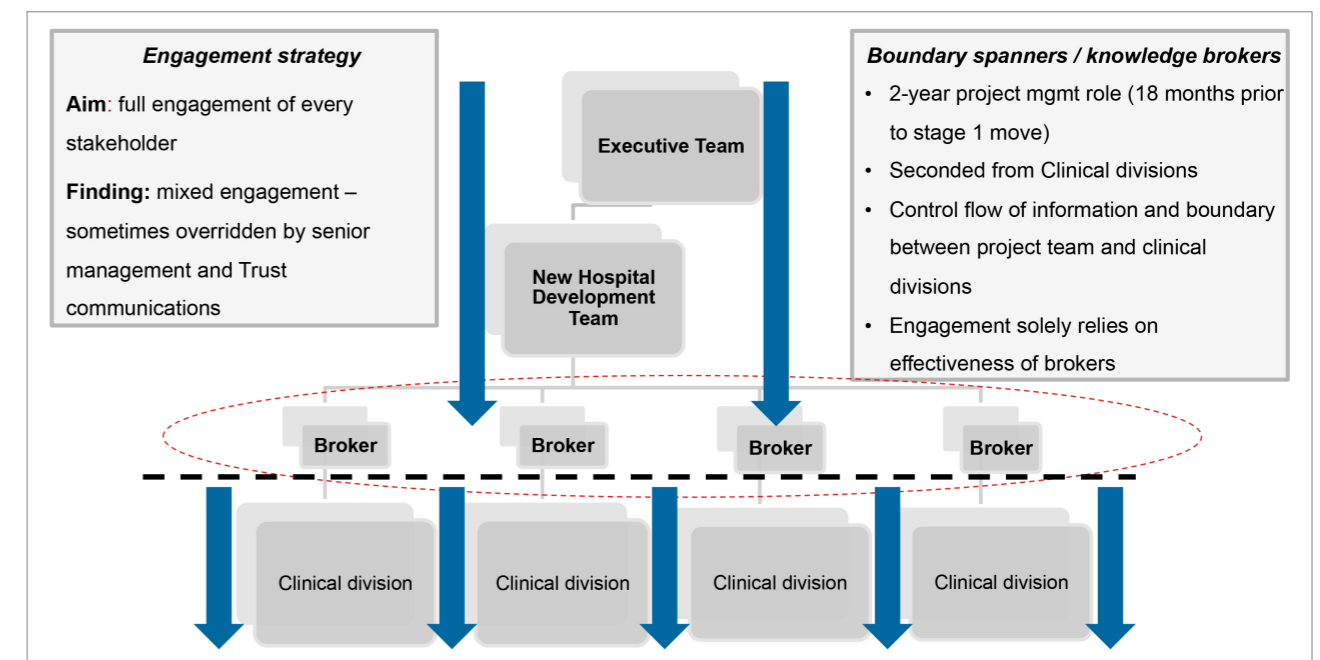 Engagement strategy
Aim: full engagement of every
stakeholder
Finding: mixed engagement –
sometimes overridden by senior
management and Trust
communications
Executive Team
New Hospital
Development
Team
Boundary spanners / knowledge brokers
• 2-year project mgmt role (18 months prior
to stage 1 move)
• Seconded from Clinical divisions
• Control flow of information and boundary
between project team and clinical
divisions
• Engagement solely relies on
effectiveness of brokers
Broker
Broker
Broker
Broker
Clinical division
Clinical division
Clinical division
Clinical division